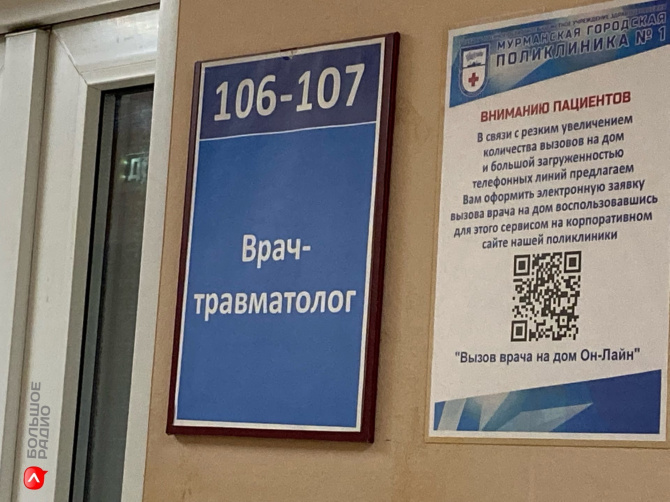 106-107
Врач-
травматолог
МУРМАНСКАЯ ГОРОДСКАЯ
ПОЛИКЛИНИКА № 1
ВНИМАНИЮ ПАЦИЕНТОВ
В связи с резким увеличением
количества вызовов на дом
и большой загруженностью
телефонных линий предлагаем
Вам оформить электронную заявку
вызова врача на дом воспользовавшись
для этого сервисом на корпоративном
сайте нашей поликлиники
"Вызов врача на дом Он-Лайн"
БОЛЬШОЕ
РАДИО